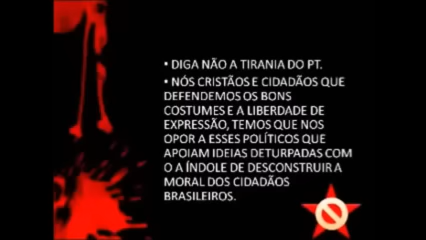 • DIGA NÃO A TIRANIA DO PT.
• NÓS CRISTÃOS E CIDADÃOS QUE
DEFENDEMOS OS BONS
COSTUMES E A LIBERDADE DE
EXPRESSÃO, TEMOS QUE NOS
OPOR A ESSES POLÍTICOS QUE
APOIAM IDEIAS DETURPADAS COM
O A ÍNDOLE DE DESCONSTRUIR A
MORAL DOS CIDADÃOS
BRASILEIROS.